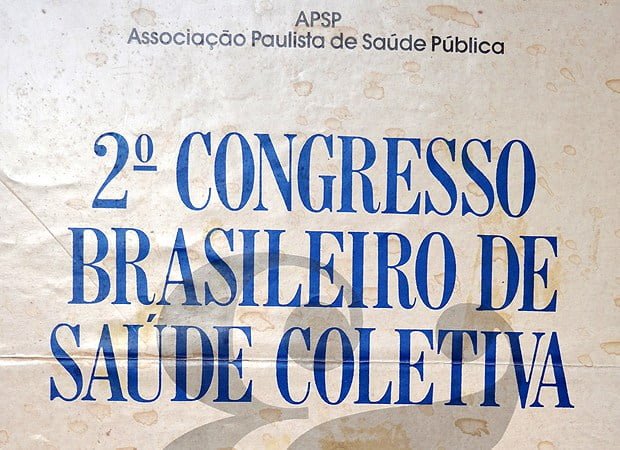 APSP
Associação Paulista de Saúde Pública
2º CONGRESSO
BRASILEIRO DE
SAÚDE COLETIVA